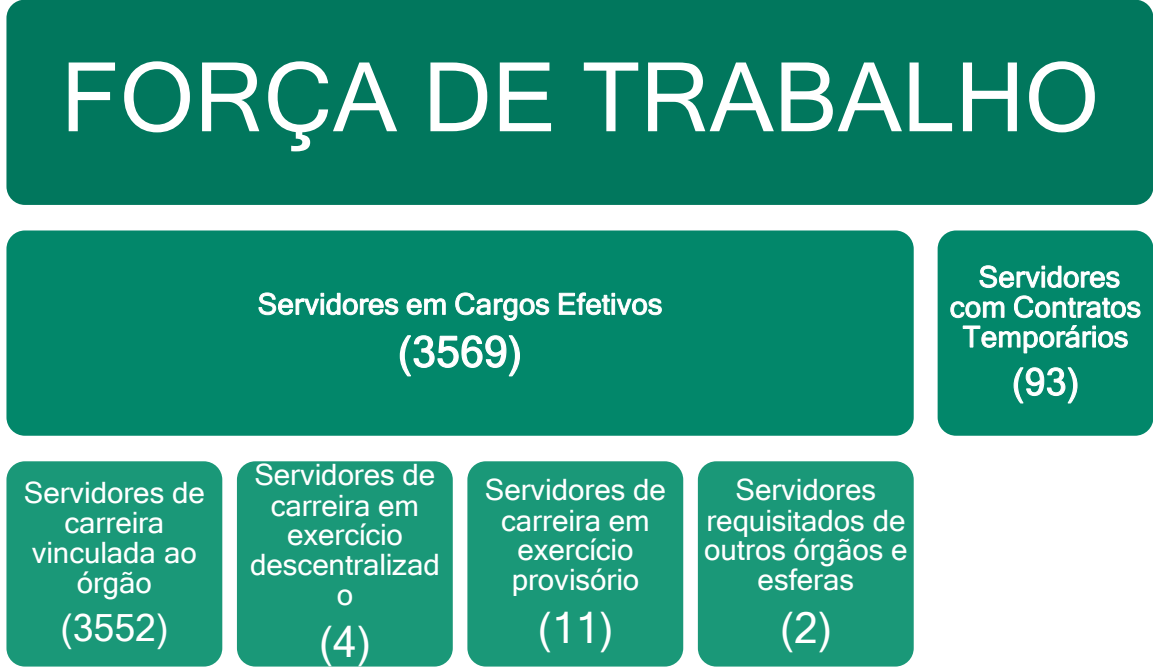 FORÇA DE TRABALHO
Servidores em Cargos Efetivos
(3569)
Servidores
com Contratos
Temporários
(93)
Servidores de
carreira
vinculada ao
órgão
(3552)
Servidores de
carreira em
exercício
descentralizad
o
(4)
Servidores de
carreira em
exercício
provisório
(11)
Servidores
requisitados de
outros órgãos e
esferas
(2)